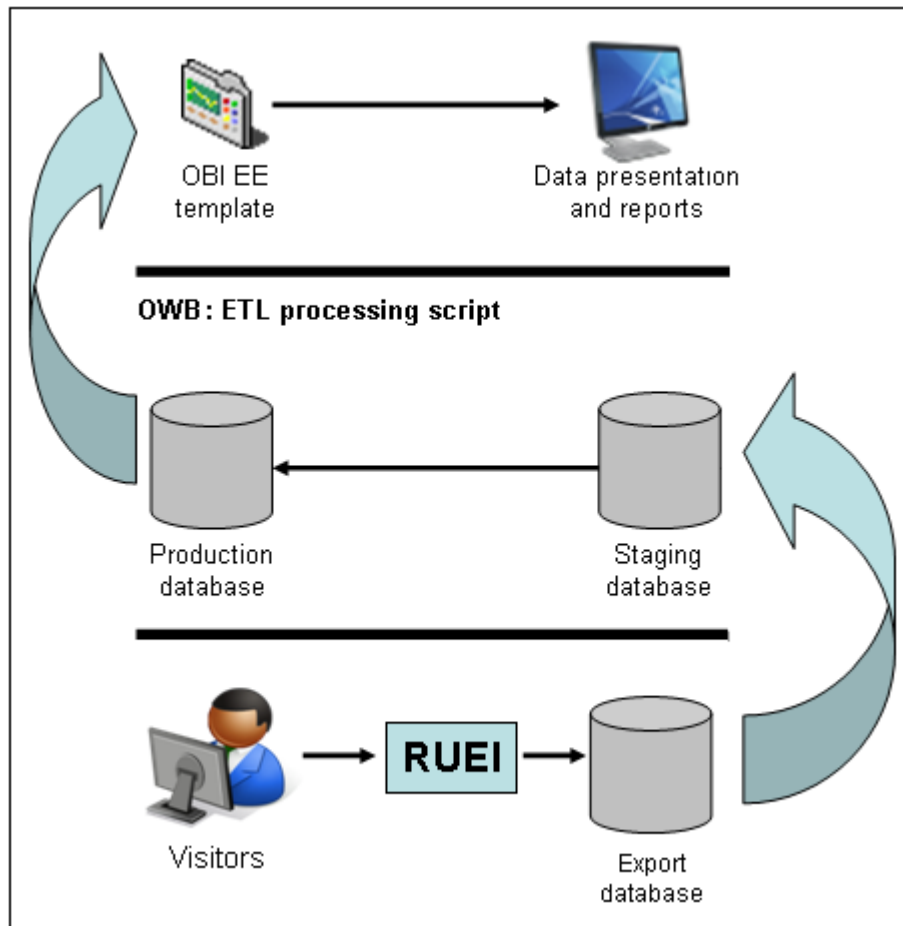 OBI EE
template
Data presentation
and reports
OWB: ETL processing script
Production
database
Staging
database
Visitors
RUEI
Export
database